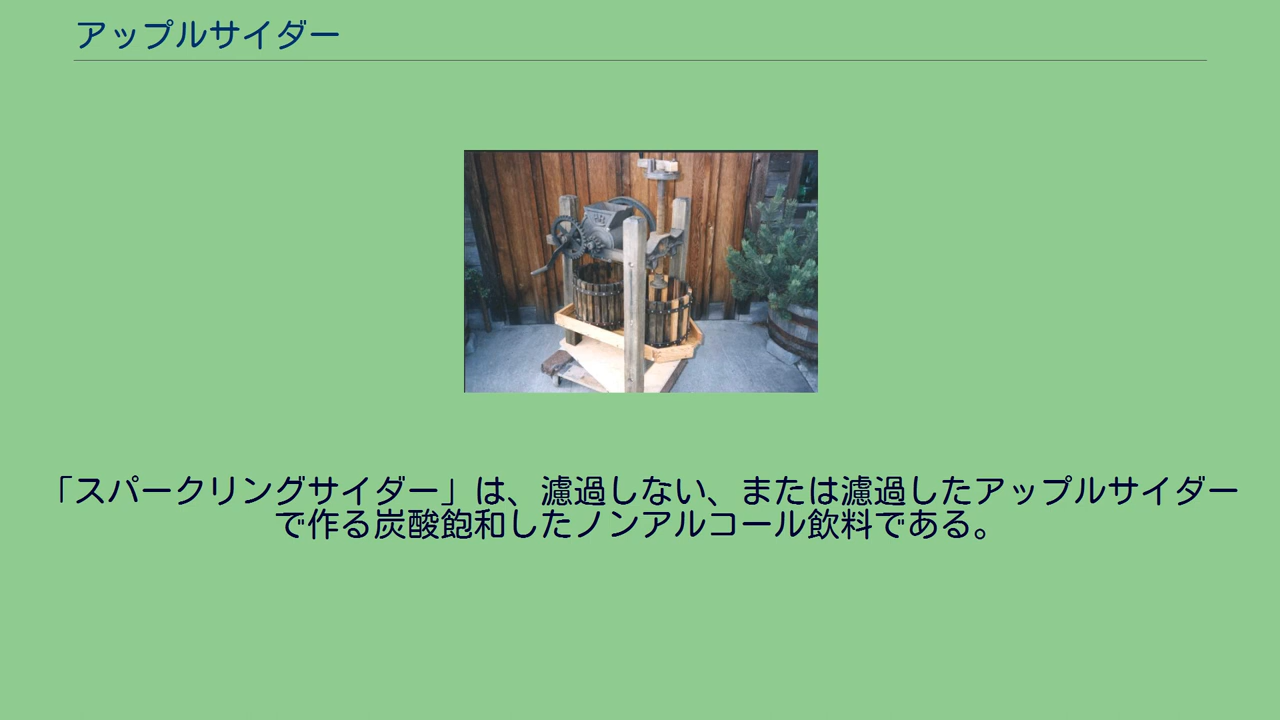 アップルサイダー
「スパークリングサイダー」は、濾過しない、または濾過したアップルサイダー
で作る炭酸飽和したノンアルコール飲料である。